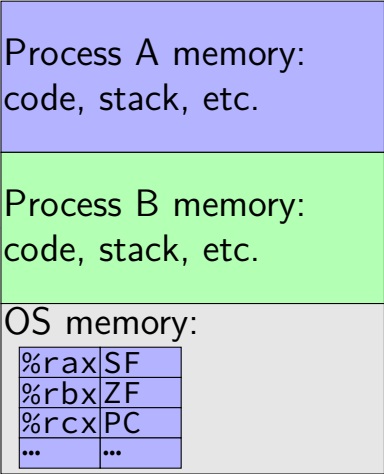 Process A memory:
code, stack, etc.
Process B memory:
code, stack, etc.
OS memory:
%rax SF
%rbx ZF
%rcx PC
… …